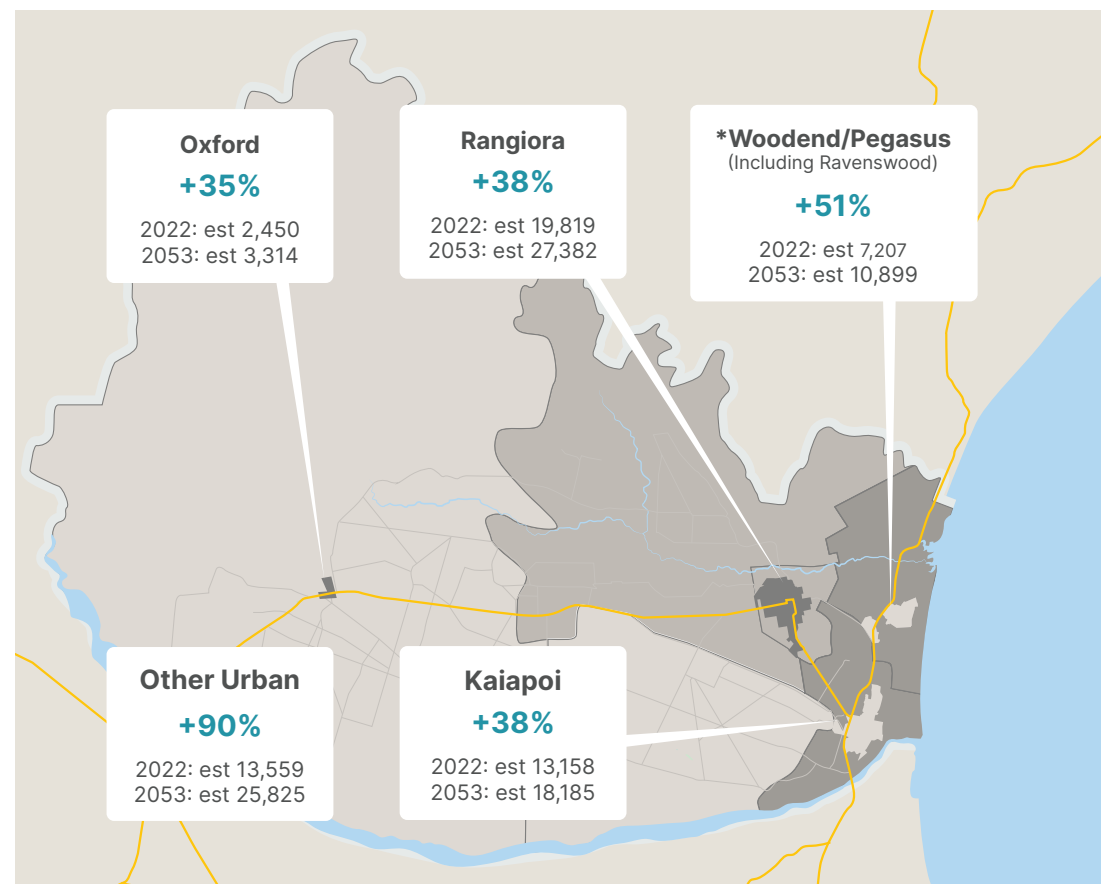 Oxford
+35%
2022: est 2,450
2053: est 3,314
Rangiora
+38%
2022: est 19,819
2053: est 27,382
*Woodend/Pegasus
(Including Ravenswood)
+51%
2022: est 7,207
2053: est 10,899
Other Urban
+90%
2022: est 13,559
2053: est 25,825
Kaiapoi
+38%
2022: est 13,158
2053: est 18,185